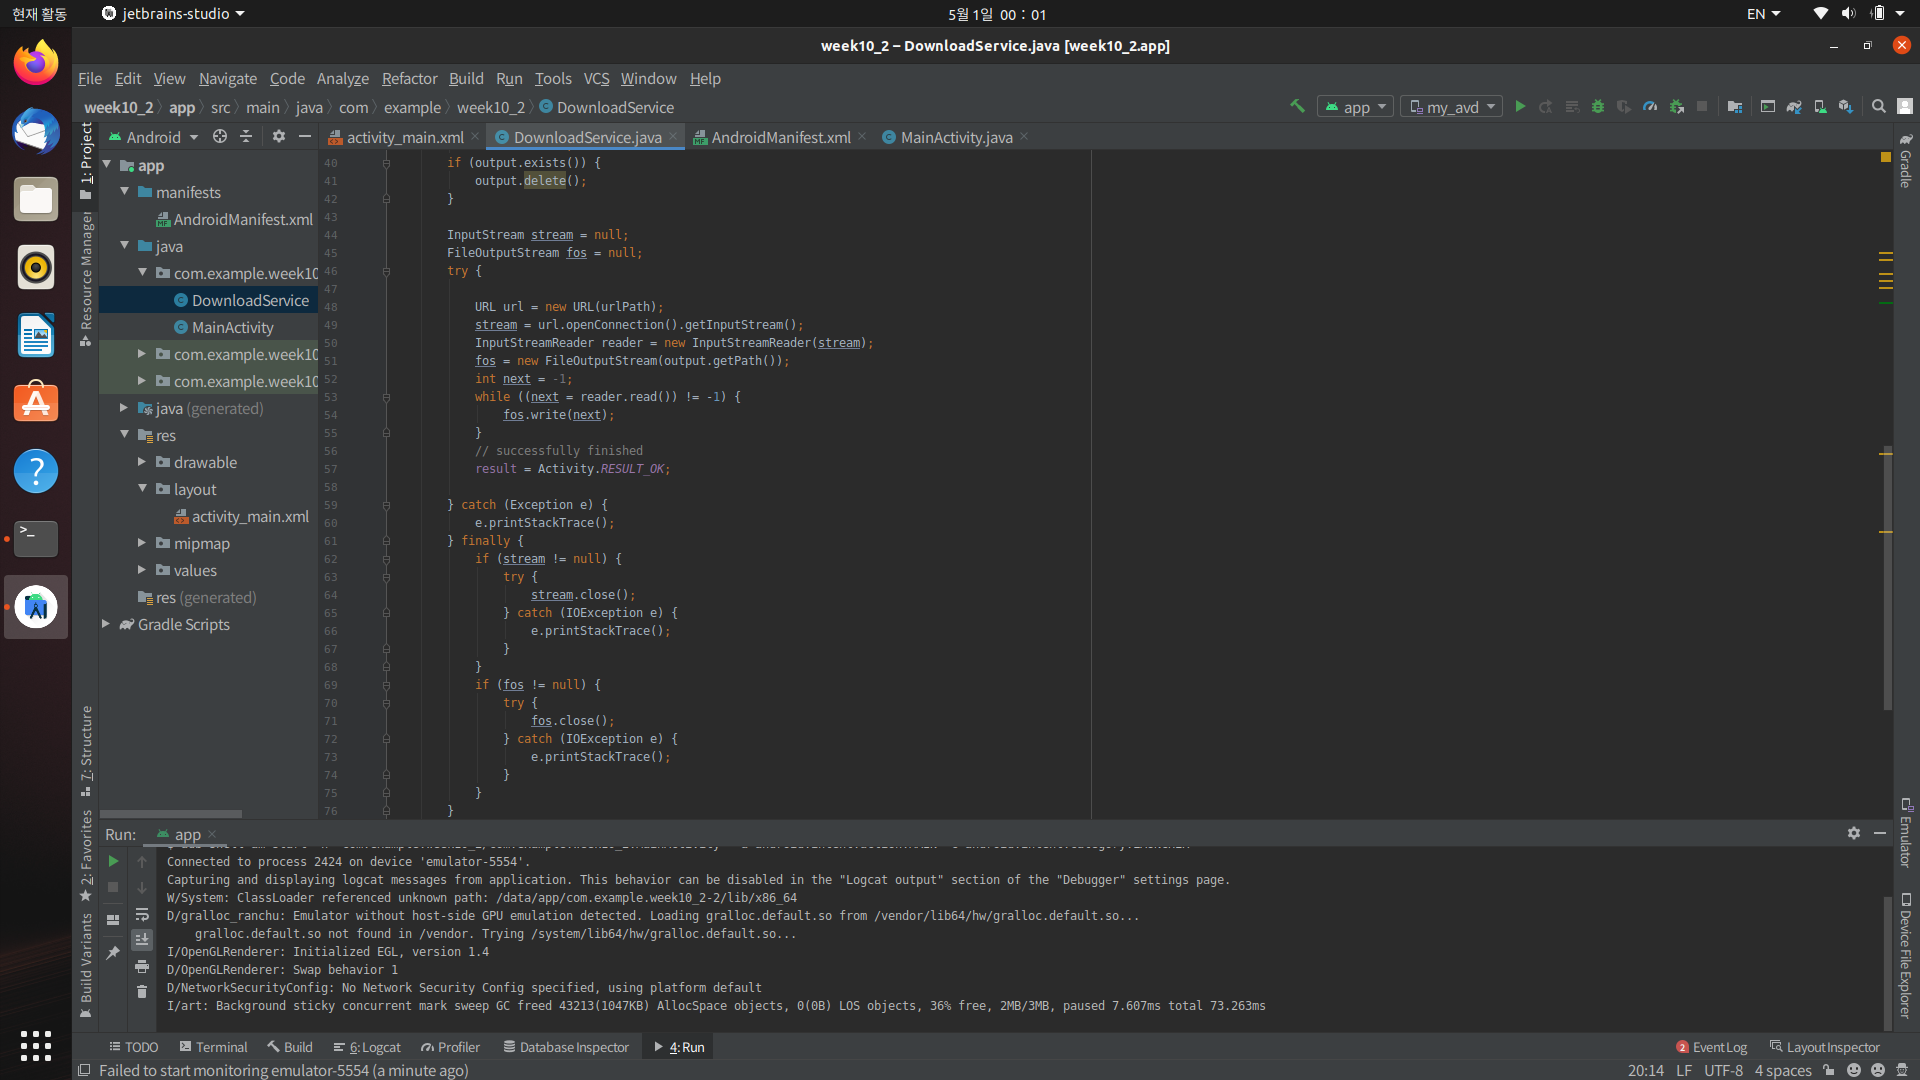 현재 활동
jetbrains-studio
5월 1일 00 : 01
EN
week10_2 – DownloadService.java [week10_2.app]
File Edit View Navigate Code Analyze Refactor Build Run Tools VCS Window Help
week10_2 app src main java com example week10_2 DownloadService
app
my_avd
Android
activity_main.xml
DownloadService.java
AndroidManifest.xml
MainActivity.java
1: Project
Resource Manager
7: Structure
2: Favorites
Build Variants
app
manifests
AndroidManifest.xml
java
com.example.week10
DownloadService
MainActivity
com.example.week10
com.example.week10
java (generated)
res
drawable
layout
activity_main.xml
mipmap
values
res (generated)
Gradle Scripts
40 if (output.exists()) {
41 output.delete();
42 }
43
44 InputStream stream = null;
45 FileOutputStream fos = null;
46 try {
47
48 URL url = new URL(urlPath);
49 stream = url.openConnection().getInputStream();
50 InputStreamReader reader = new InputStreamReader(stream);
51 fos = new FileOutputStream(output.getPath());
52 int next = -1;
53 while ((next = reader.read()) != -1) {
54 fos.write(next);
55 }
56 // successfully finished
57 result = Activity.RESULT_OK;
58
59 } catch (Exception e) {
60 e.printStackTrace();
61 } finally {
62 if (stream != null) {
63 try {
64 stream.close();
65 } catch (IOException e) {
66 e.printStackTrace();
67 }
68 }
69 if (fos != null) {
70 try {
71 fos.close();
72 } catch (IOException e) {
73 e.printStackTrace();
74 }
75 }
76 }
Gradle
Emulator
Device File Explorer
Run: app
Connected to process 2424 on device 'emulator-5554'.
Capturing and displaying logcat messages from application. This behavior can be disabled in the "Logcat output" section of the "Debugger" settings page.
W/System: ClassLoader referenced unknown path: /data/app/com.example.week10_2-2/lib/x86_64
D/gralloc_ranchu: Emulator without host-side GPU emulation detected. Loading gralloc.default.so from /vendor/lib64/hw/gralloc.default.so...
gralloc.default.so not found in /vendor. Trying /system/lib64/hw/gralloc.default.so...
I/OpenGLRenderer: Initialized EGL, version 1.4
D/OpenGLRenderer: Swap behavior 1
D/NetworkSecurityConfig: No Network Security Config specified, using platform default
I/art: Background sticky concurrent mark sweep GC freed 43213(1047KB) AllocSpace objects, 0(0B) LOS objects, 36% free, 2MB/3MB, paused 7.607ms total 73.263ms
TODO Terminal Build 6: Logcat Profiler Database Inspector 4: Run
2 Event Log Layout Inspector
Failed to start monitoring emulator-5554 (a minute ago)
20:14 LF UTF-8 4 spaces